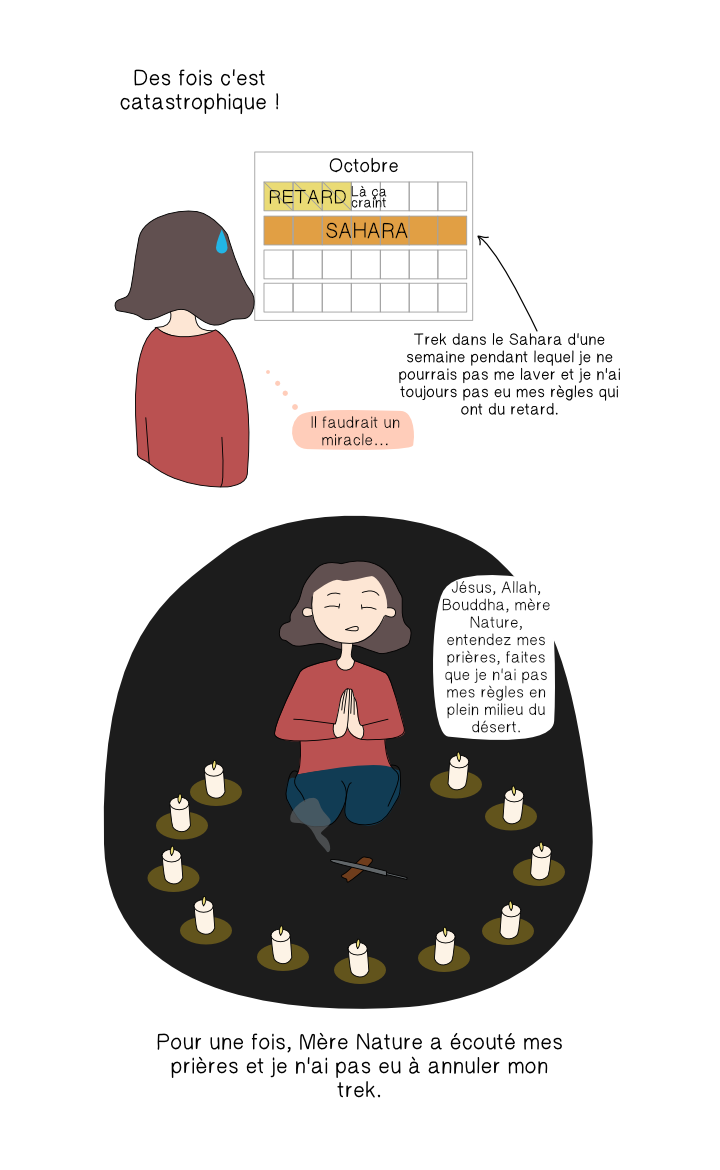 Des fois c'est
catastrophique !
Octobre
RETARD
Là ça
craint
SAHARA
Trek dans le Sahara d'une
semaine pendant lequel je ne
pourrais pas me laver et je n'ai
toujours pas eu mes règles qui
ont du retard.
Il faudrait un
miracle...
Jésus, Allah,
Bouddha, mère
Nature,
entendez mes
prières, faites
que je n'ai pas
mes règles en
plein milieu du
désert.
Pour une fois, Mère Nature a écouté mes
prières et je n'ai pas eu à annuler mon
trek.